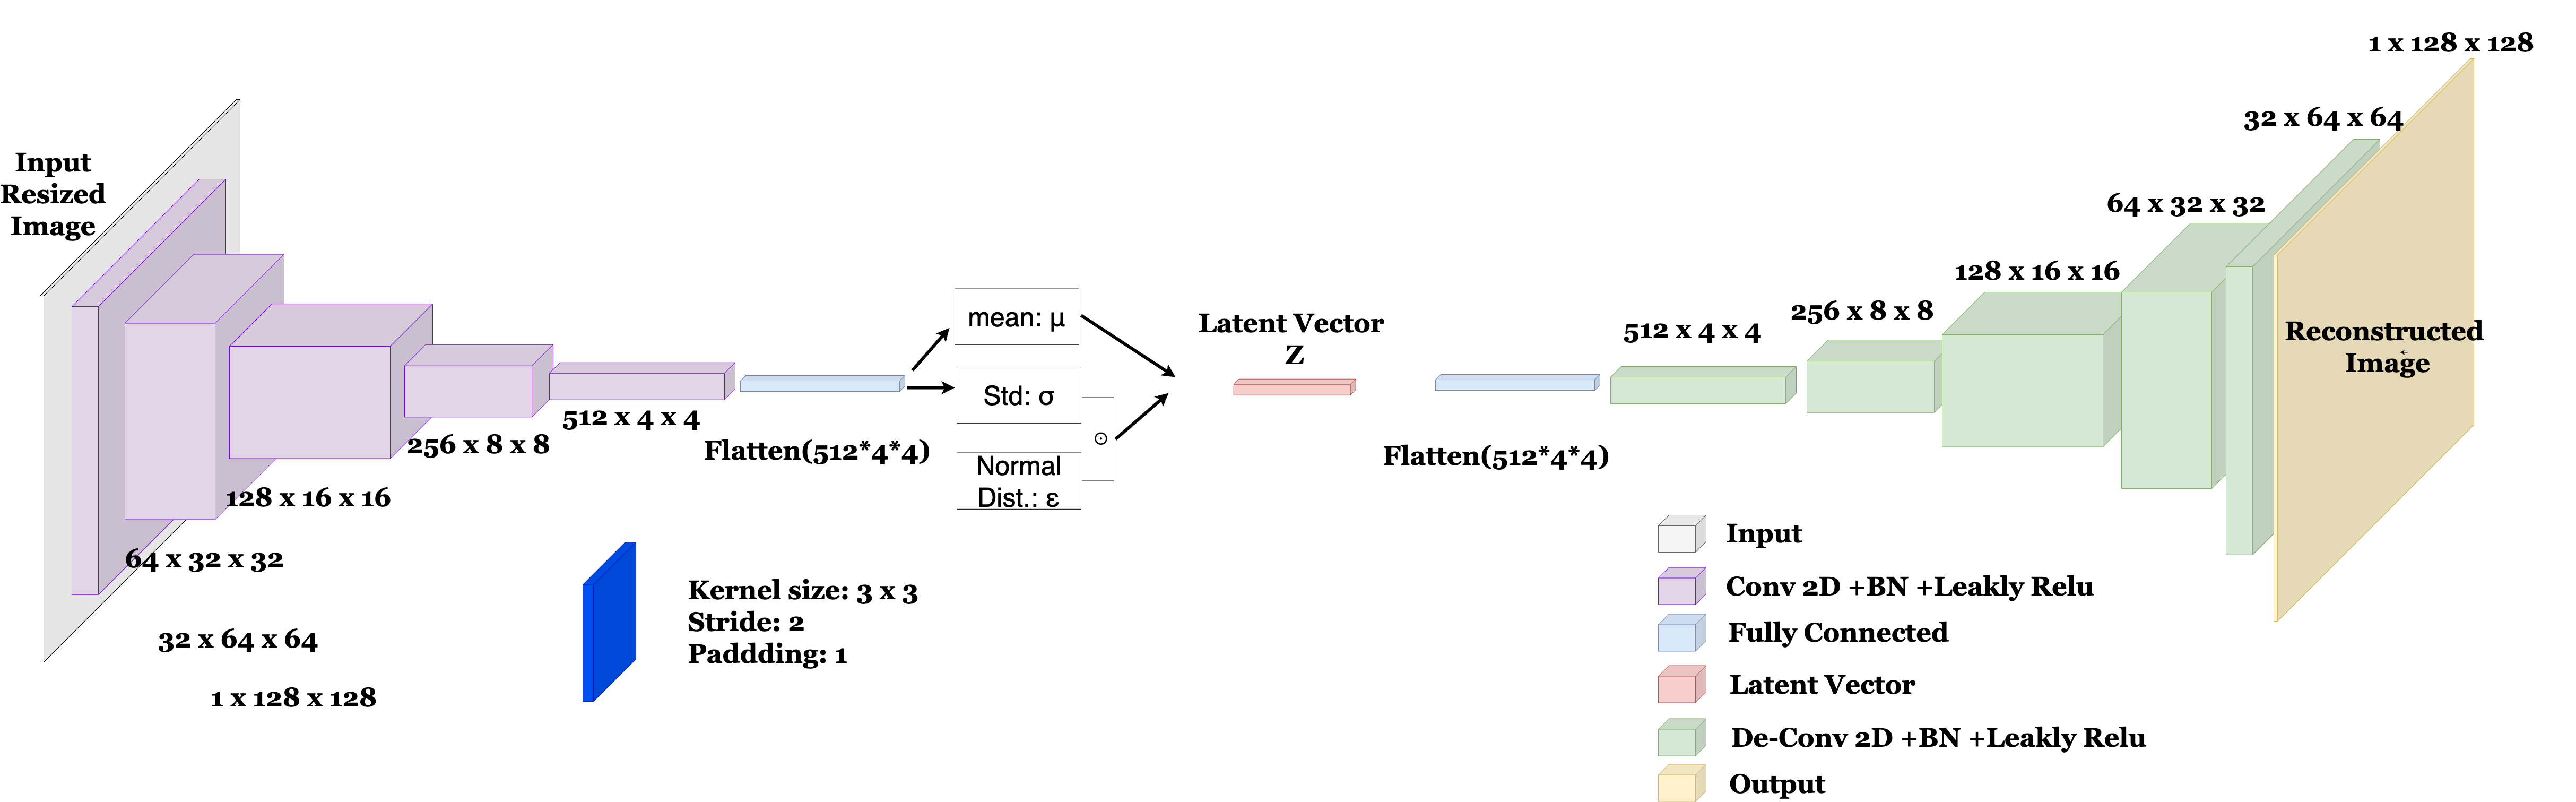 Input
Resized
Image
1 x 128 x 128
32 x 64 x 64
64 x 32 x 32
128 x 16 x 16
256 x 8 x 8
512 x 4 x 4
Flatten(512*4*4)
mean: μ
Std: σ
⊙
Normal
Dist.: ε
Latent Vector
Z
Flatten(512*4*4)
512 x 4 x 4
256 x 8 x 8
128 x 16 x 16
64 x 32 x 32
32 x 64 x 64
1 x 128 x 128
Reconstructed
Image
Kernel size: 3 x 3
Stride: 2
Paddding: 1
Input
Conv 2D +BN +Leakly Relu
Fully Connected
Latent Vector
De-Conv 2D +BN +Leakly Relu
Output